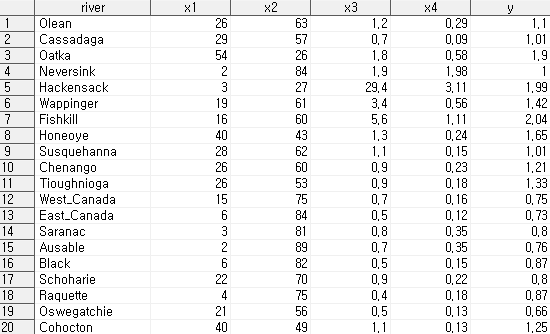 river x1 x2 x3 x4 y
1 Olean 26 63 1,2 0,29 1,1
2 Cassadaga 29 57 0,7 0,09 1,01
3 Oatka 54 26 1,8 0,58 1,9
4 Neversink 2 84 1,9 1,98 1
5 Hackensack 3 27 29,4 3,11 1,99
6 Wappinger 19 61 3,4 0,56 1,42
7 Fishkill 16 60 5,6 1,11 2,04
8 Honeoye 40 43 1,3 0,24 1,65
9 Susquehanna 28 62 1,1 0,15 1,01
10 Chenango 26 60 0,9 0,23 1,21
11 Tioughnioga 26 53 0,9 0,18 1,33
12 West_Canada 15 75 0,7 0,16 0,75
13 East_Canada 6 84 0,5 0,12 0,73
14 Saranac 3 81 0,8 0,35 0,8
15 Ausable 2 89 0,7 0,35 0,76
16 Black 6 82 0,5 0,15 0,87
17 Schoharie 22 70 0,9 0,22 0,8
18 Raquette 4 75 0,4 0,18 0,87
19 Oswegatchie 21 56 0,5 0,13 0,66
20 Cohocton 40 49 1,1 0,13 1,25